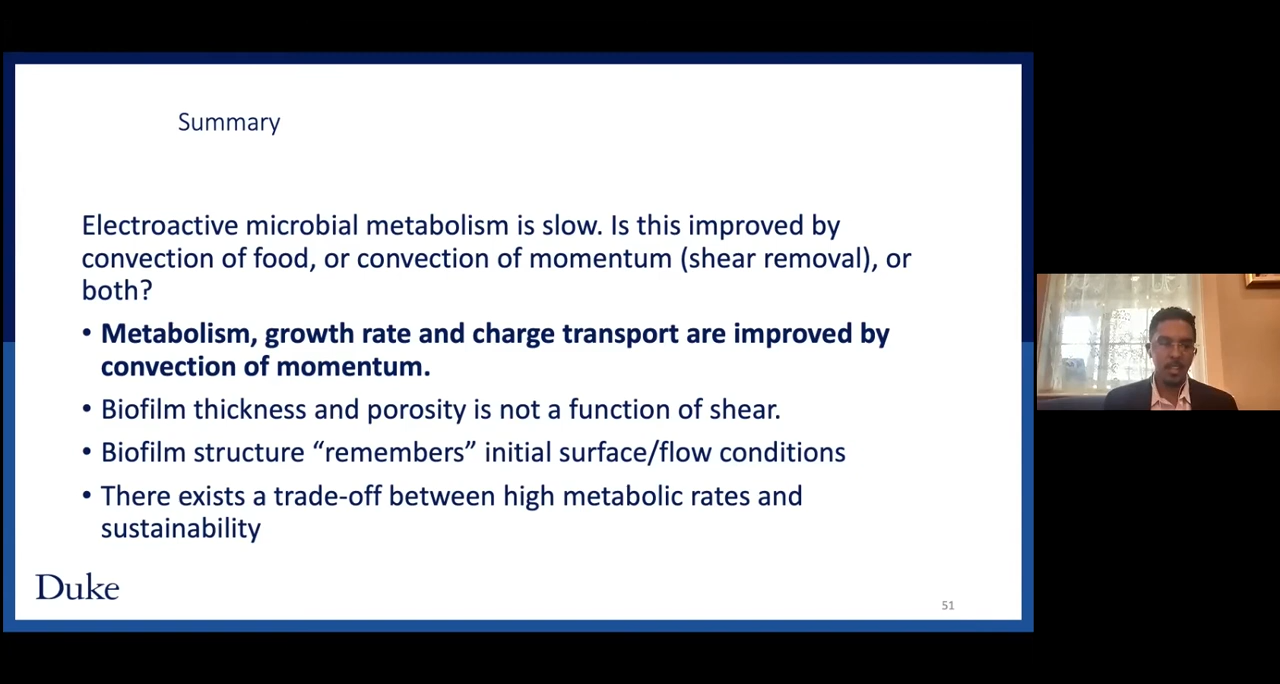 Summary
Electroactive microbial metabolism is slow. Is this improved by
convection of food, or convection of momentum (shear removal), or
both?
• Metabolism, growth rate and charge transport are improved by
convection of momentum.
• Biofilm thickness and porosity is not a function of shear.
• Biofilm structure “remembers” initial surface/flow conditions
• There exists a trade-off between high metabolic rates and
sustainability
Duke
51